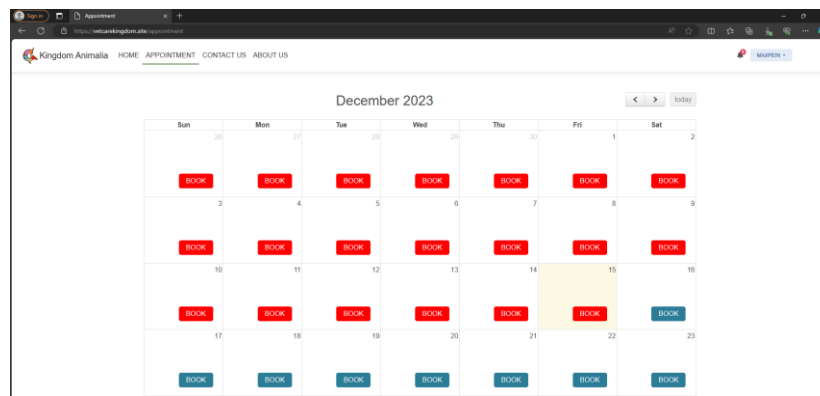 Sign in Appointment
https://vetcarekingdom.site/appointment
Kingdom Animalia HOME APPOINTMENT CONTACT US ABOUT US MAXPEIN
December 2023 today
Sun Mon Tue Wed Thu Fri Sat
26 27 28 29 30 1 2
BOOK BOOK BOOK BOOK BOOK BOOK BOOK
3 4 5 6 7 8 9
BOOK BOOK BOOK BOOK BOOK BOOK BOOK
10 11 12 13 14 15 16
BOOK BOOK BOOK BOOK BOOK BOOK BOOK
17 18 19 20 21 22 23
BOOK BOOK BOOK BOOK BOOK BOOK BOOK